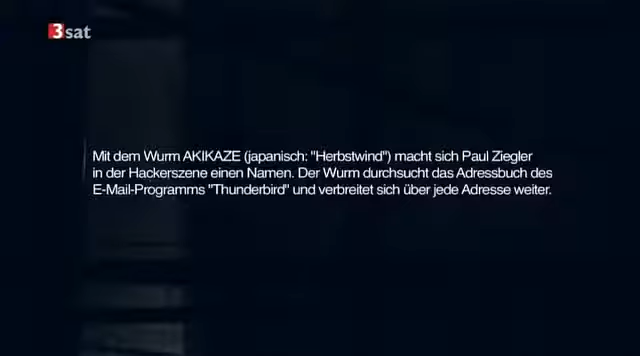 3sat
Mit dem Wurm AKIKAZE (japanisch: "Herbstwind") macht sich Paul Ziegler
in der Hackerszene einen Namen. Der Wurm durchsucht das Adressbuch des
E-Mail-Programms "Thunderbird" und verbreitet sich über jede Adresse weiter.